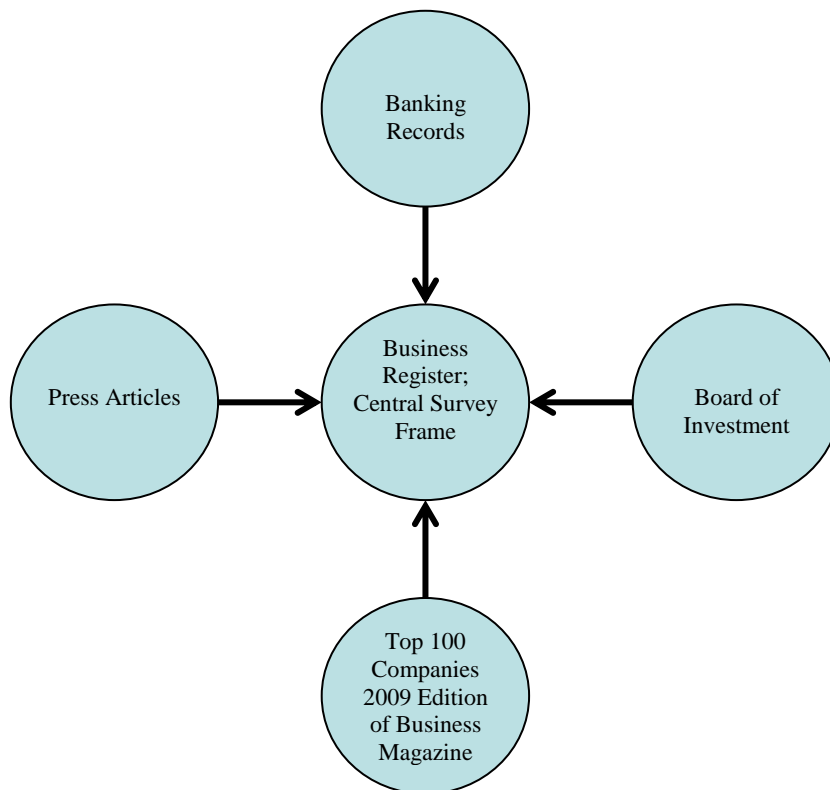 Banking
Records
Press Articles
Business
Register;
Central Survey
Frame
Board of
Investment
Top 100
Companies
2009 Edition
of Business
Magazine